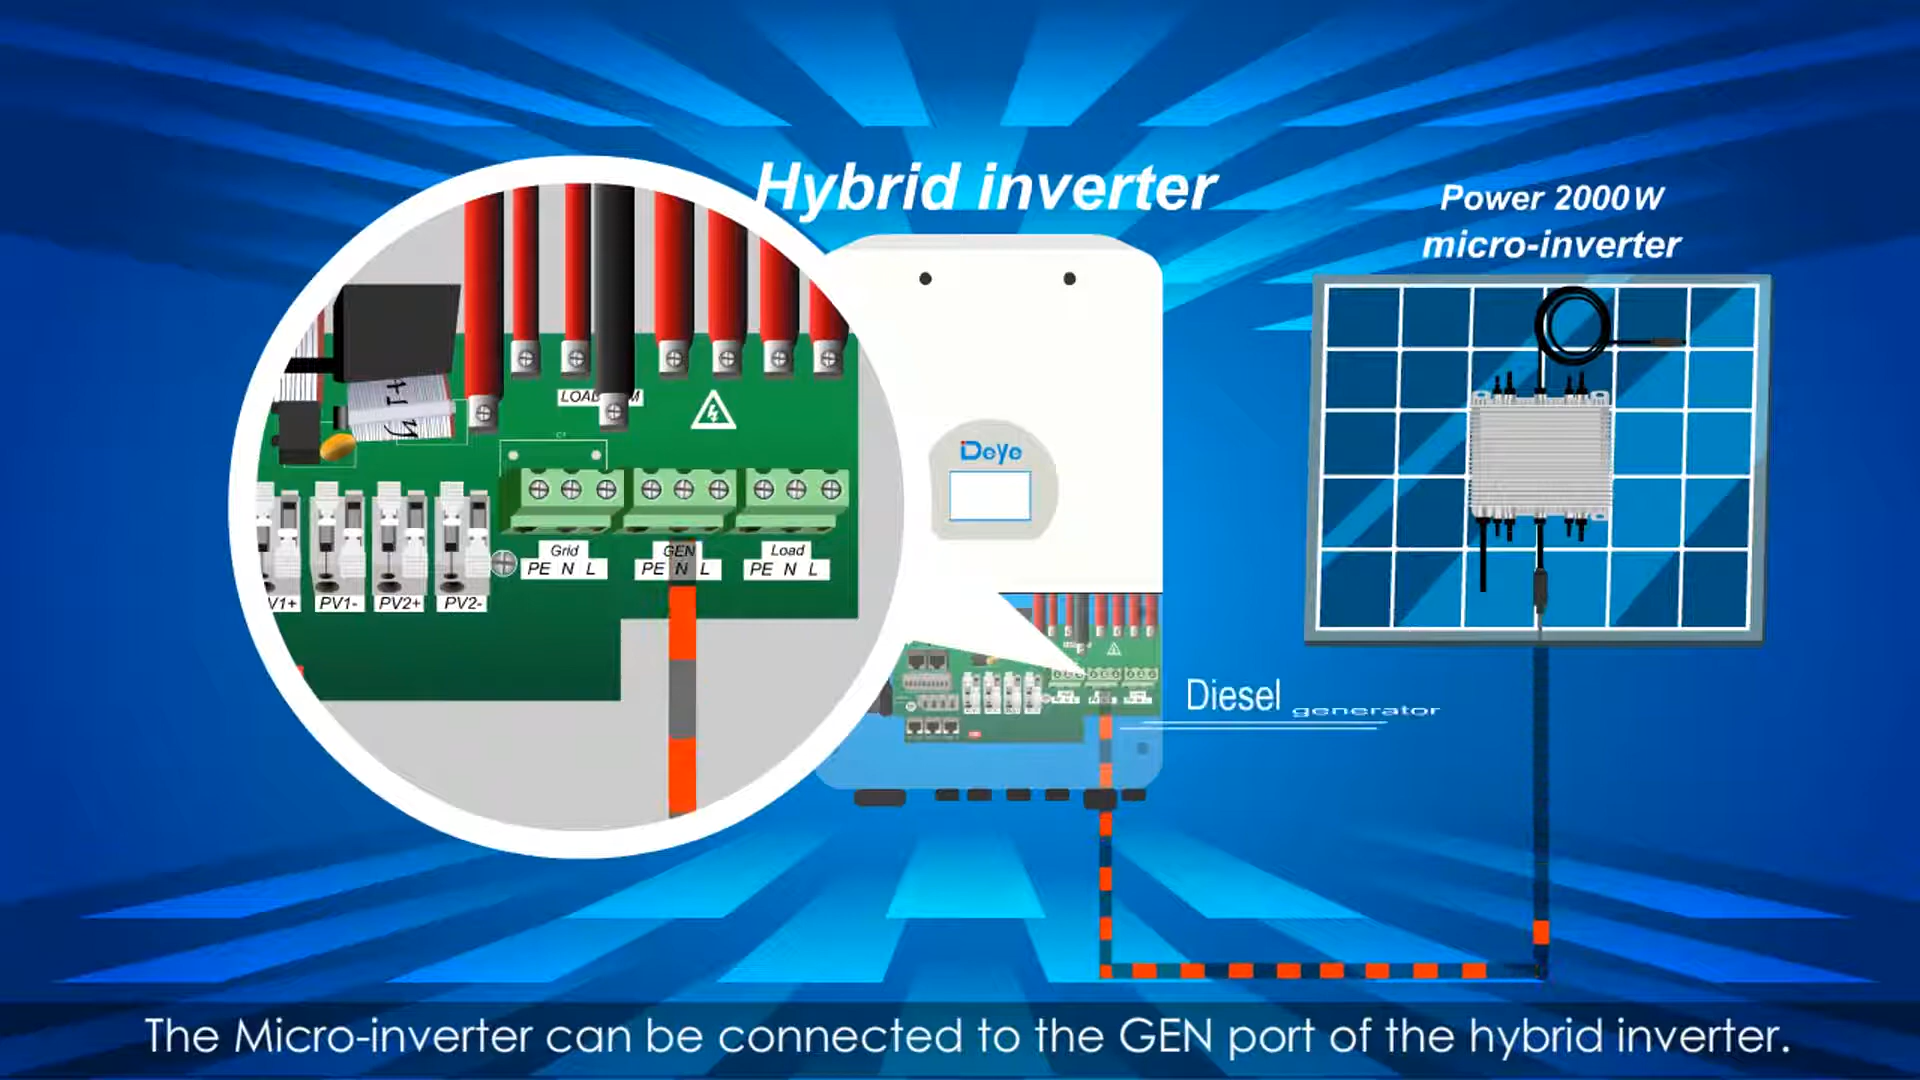 Hybrid inverter
Power 2000W
micro-inverter
Deye
Grid
PE N L
GEN
PE N L
Load
PE N L
PV1-
PV2+
PV2-
Diesel generator
The Micro-inverter can be connected to the GEN port of the hybrid inverter.